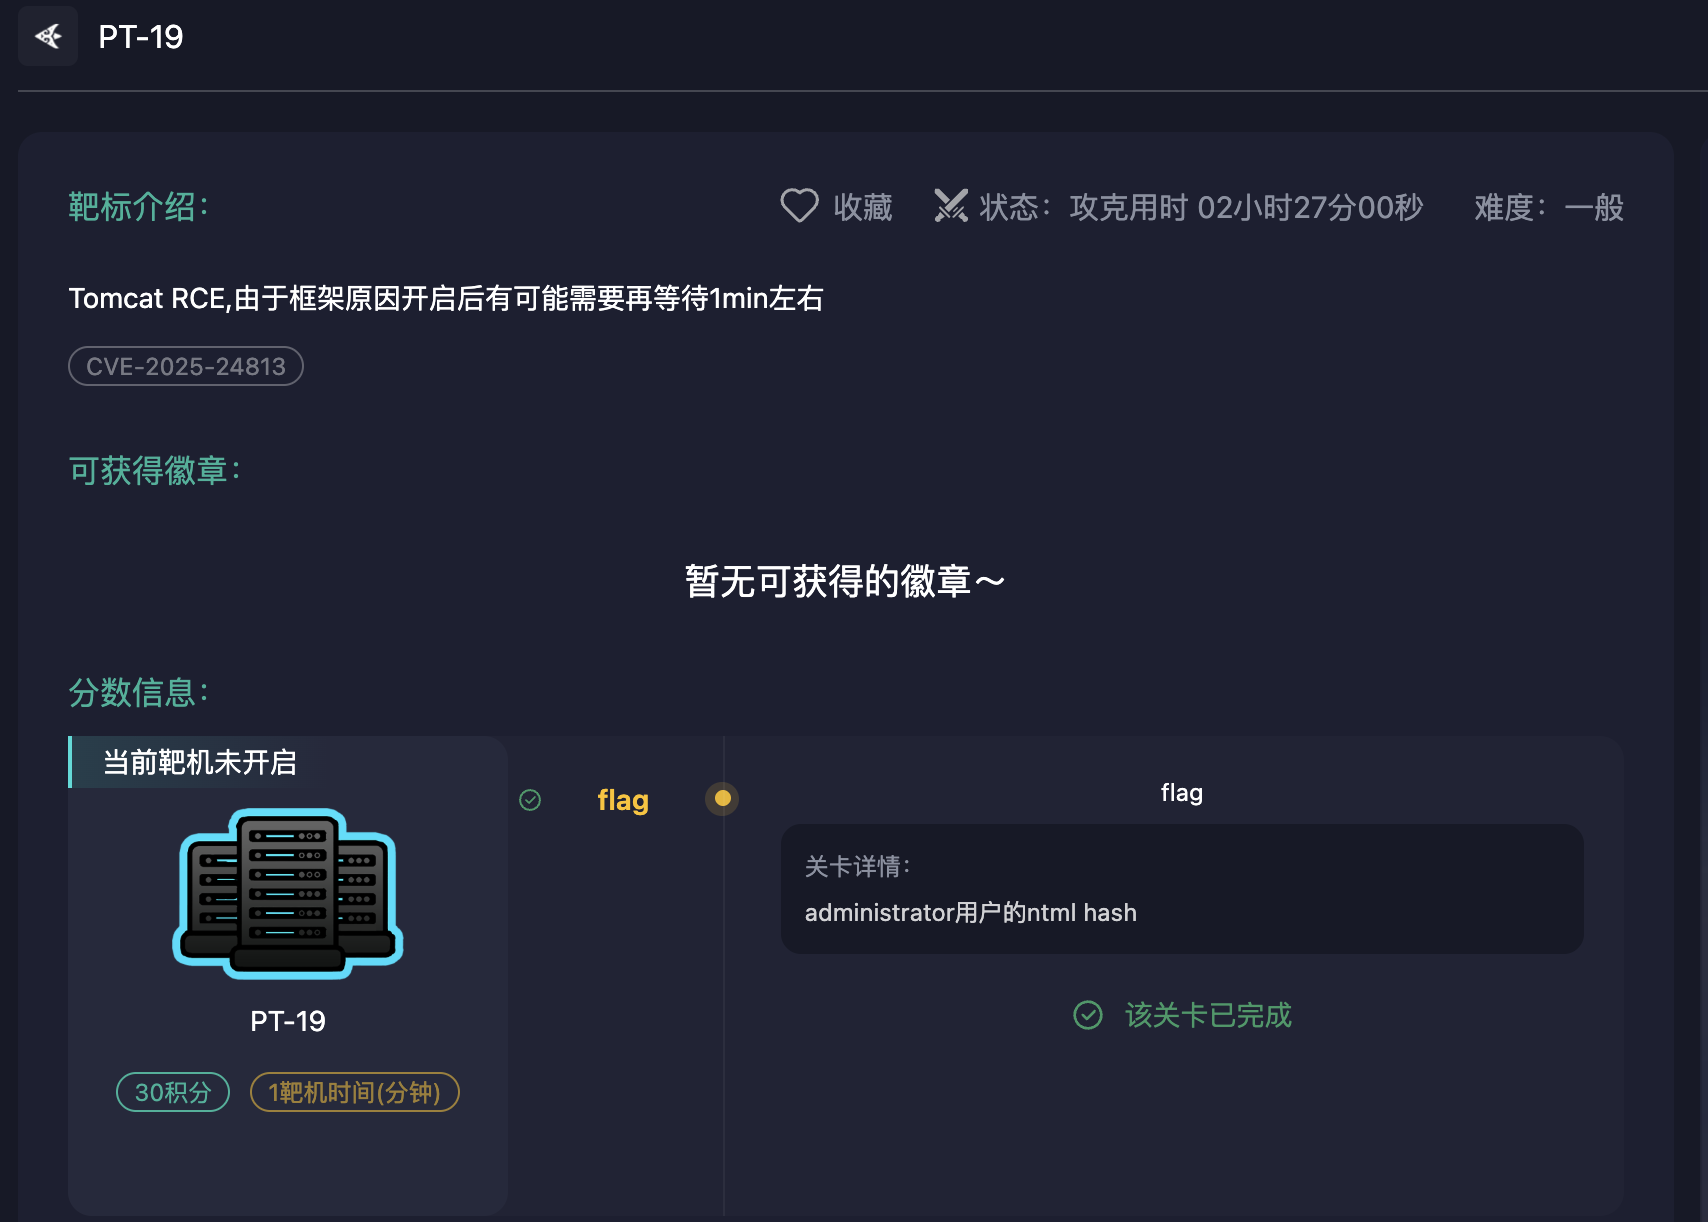 PT-19
靶标介绍：
收藏
状态：攻克用时 02小时27分00秒
难度：一般
Tomcat RCE,由于框架原因开启后有可能需要再等待1min左右
CVE-2025-24813
可获得徽章：
暂无可获得的徽章～
分数信息：
当前靶机未开启
flag
flag
关卡详情：
administrator用户的ntml hash
该关卡已完成
PT-19
30积分
1靶机时间(分钟)